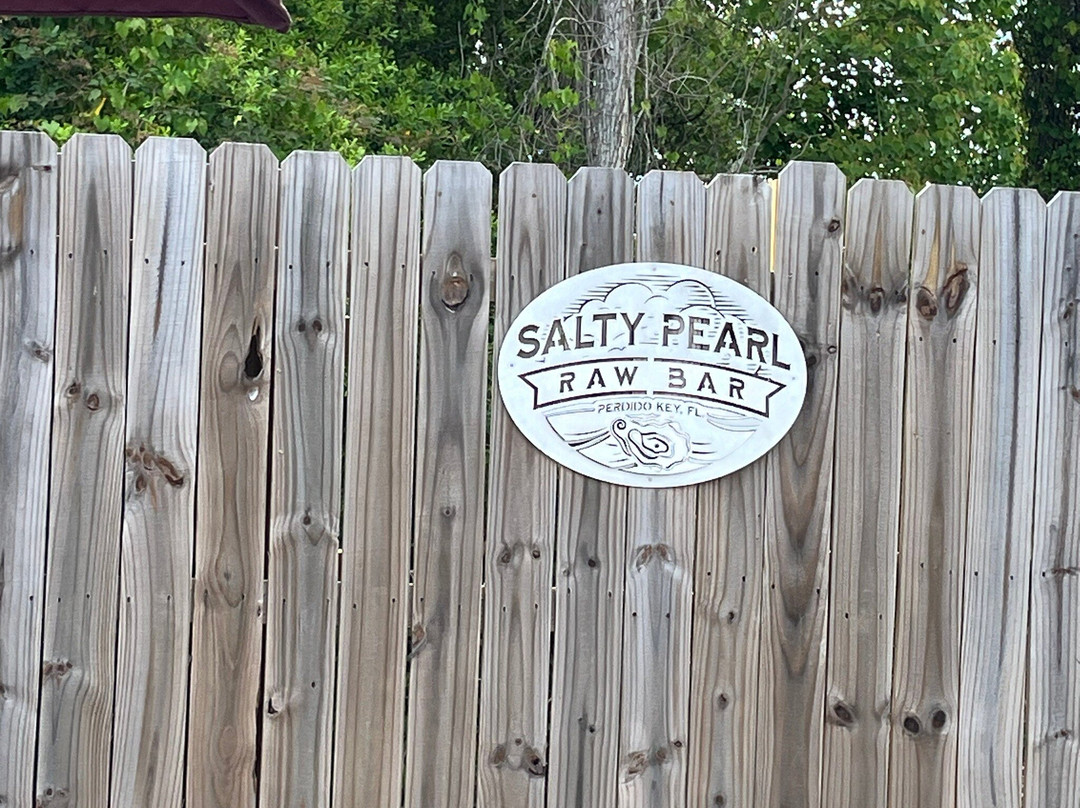 SALTY PEARL
RAW BAR
PERDIDO KEY, FL